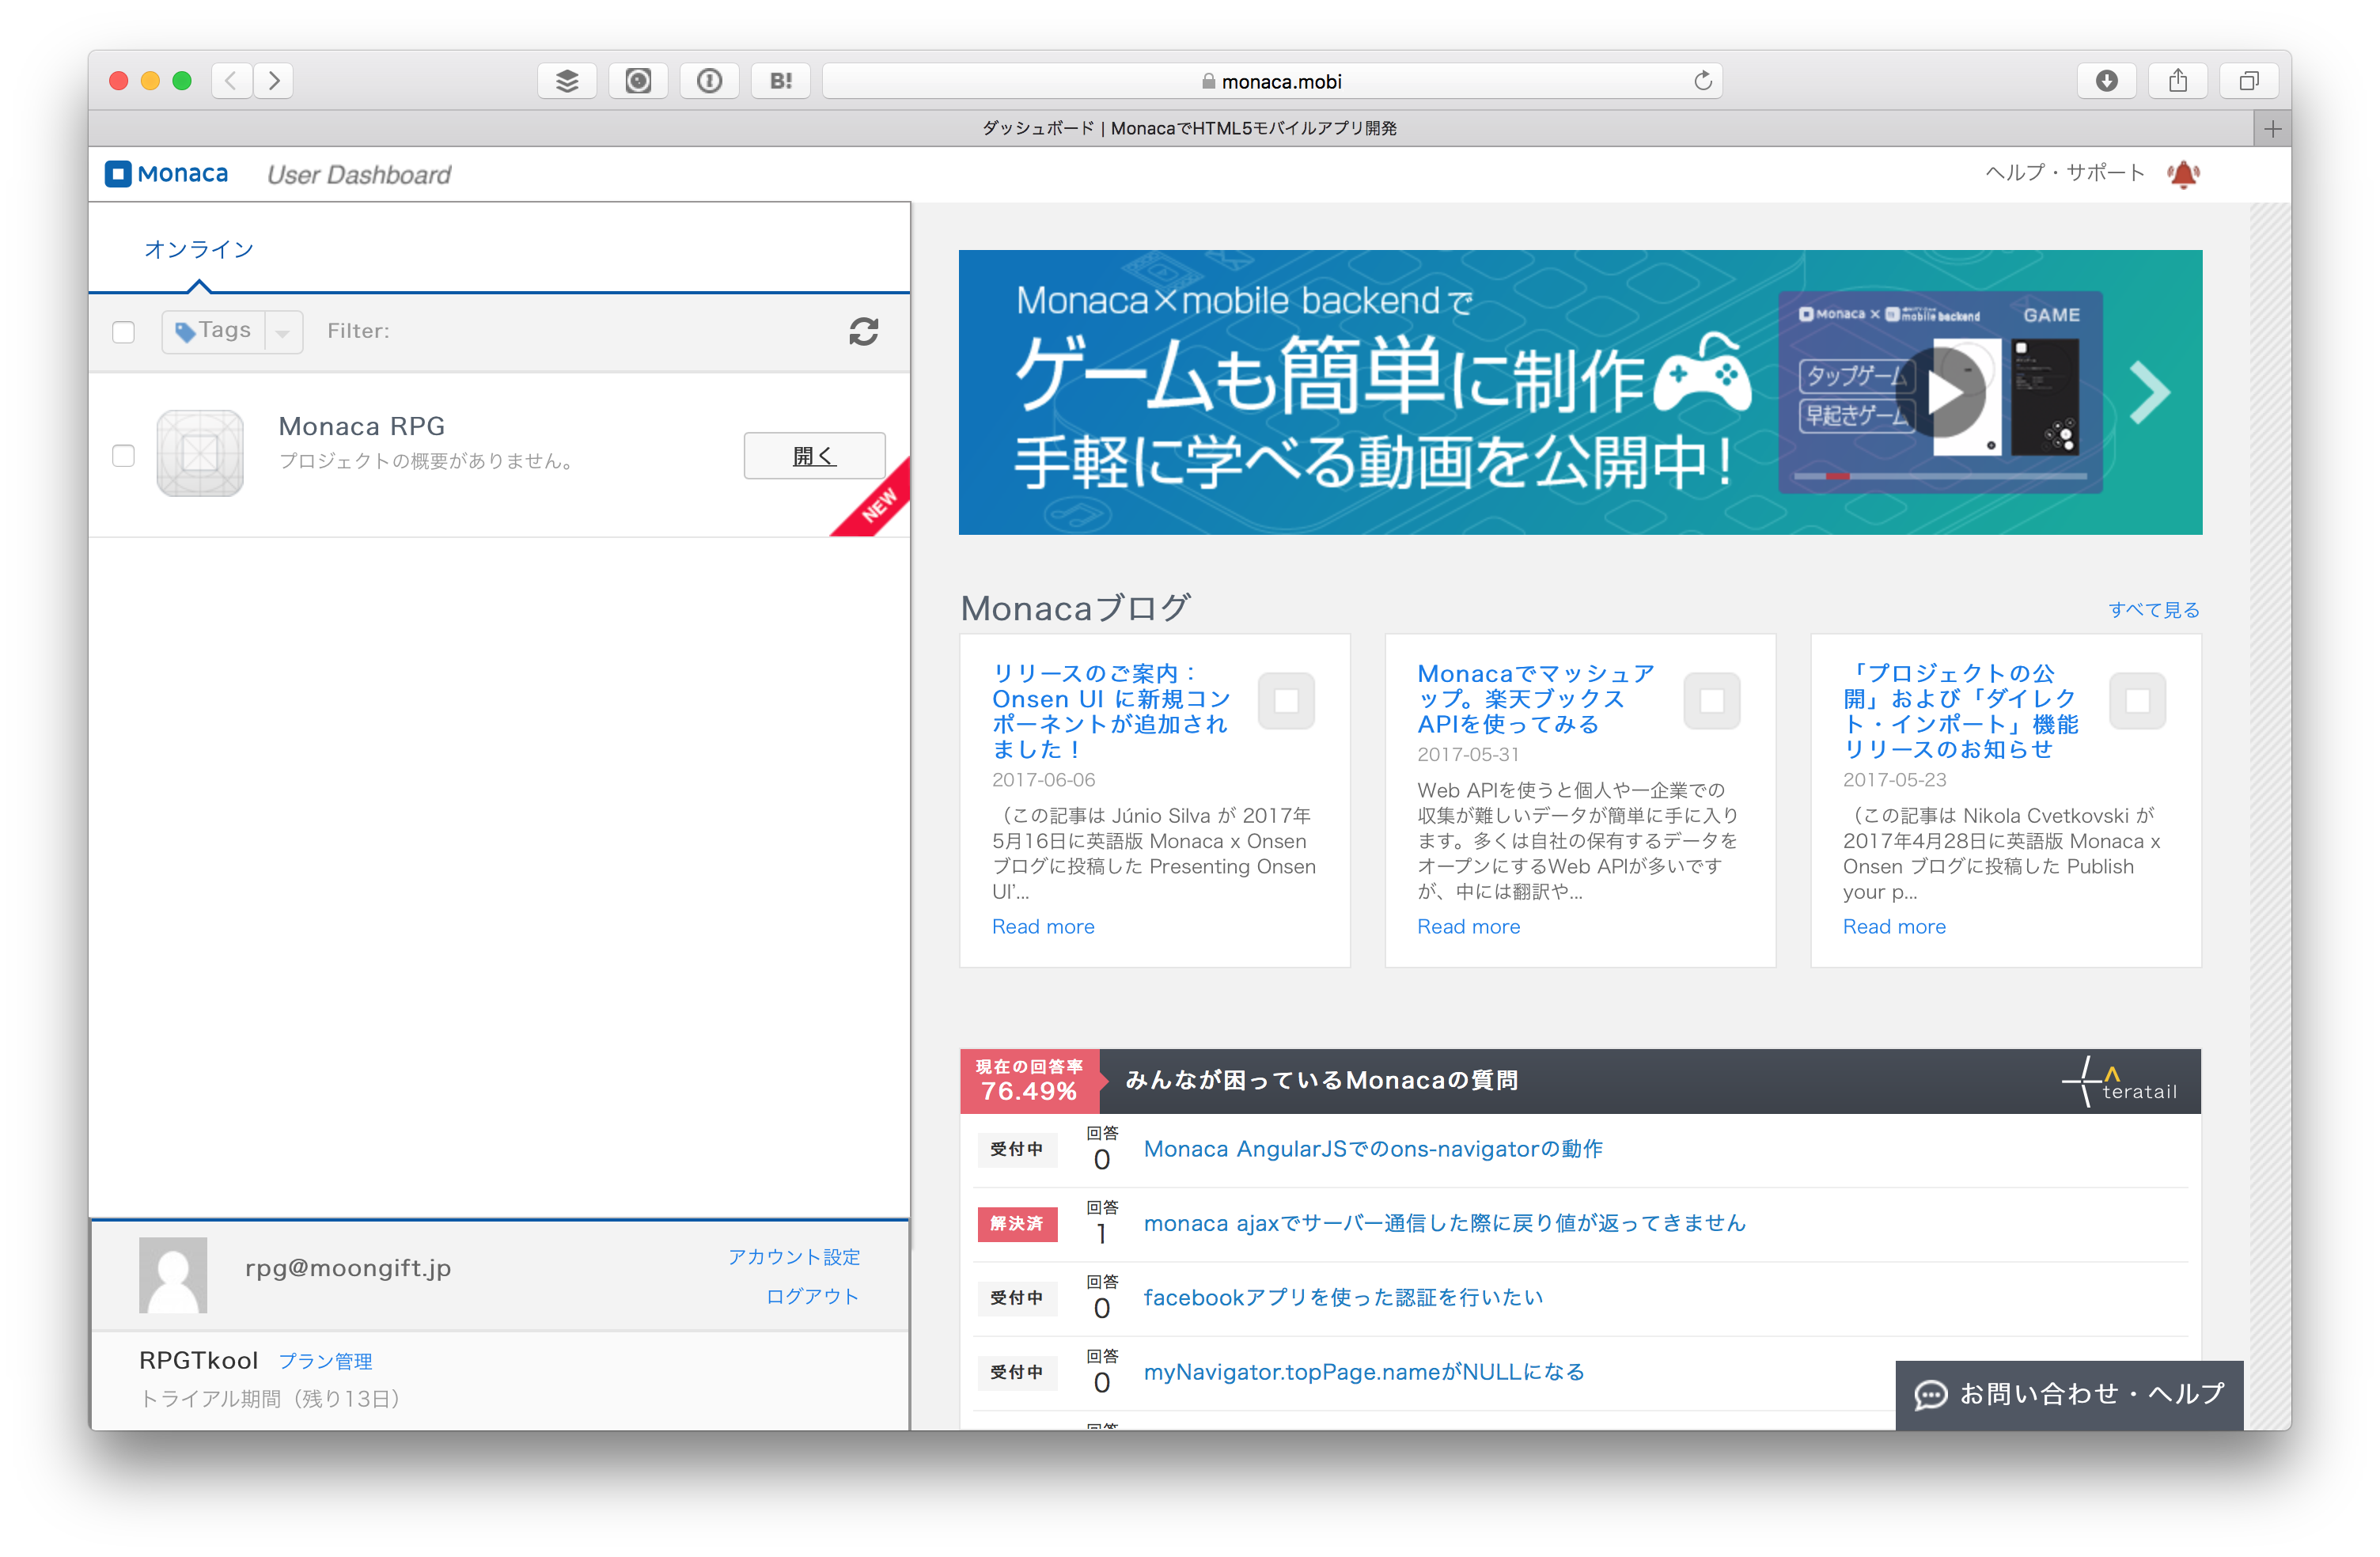 B!
monaca.mobi
ダッシュボード | MonacaでHTML5モバイルアプリ開発
Monaca
User Dashboard
ヘルプ・サポート
オンライン
Tags
Filter:
Monaca RPG
プロジェクトの概要がありません。
開く
NEW
rpg@moongift.jp
アカウント設定
ログアウト
RPGTkool
プラン管理
トライアル期間（残り13日）
Monaca×mobile backendで
ゲームも簡単に制作
手軽に学べる動画を公開中！
Monaca × mobile backend
GAME
タップゲーム
早起きゲーム
Monacaブログ
すべて見る
リリースのご案内：
Onsen UI に新規コン
ポーネントが追加され
ました！
2017-06-06
（この記事は Júnio Silva が 2017年
5月16日に英語版 Monaca x Onsen
ブログに投稿した Presenting Onsen
UI’...
Read more
Monacaでマッシュア
ップ。楽天ブックス
APIを使ってみる
2017-05-31
Web APIを使うと個人や一企業での
収集が難しいデータが簡単に手に入り
ます。多くは自社の保有するデータを
オープンにするWeb APIが多いです
が、中には翻訳や...
Read more
「プロジェクトの公
開」および「ダイレク
ト・インポート」機能
リリースのお知らせ
2017-05-23
（この記事は Nikola Cvetkovski が
2017年4月28日に英語版 Monaca x
Onsen ブログに投稿した Publish
your p...
Read more
現在の回答率
76.49%
みんなが困っているMonacaの質問
teratail
受付中
回答
0
Monaca AngularJSでのons-navigatorの動作
解決済
回答
1
monaca ajaxでサーバー通信した際に戻り値が返ってきません
受付中
回答
0
facebookアプリを使った認証を行いたい
受付中
回答
0
myNavigator.topPage.nameがNULLになる
お問い合わせ・ヘルプ